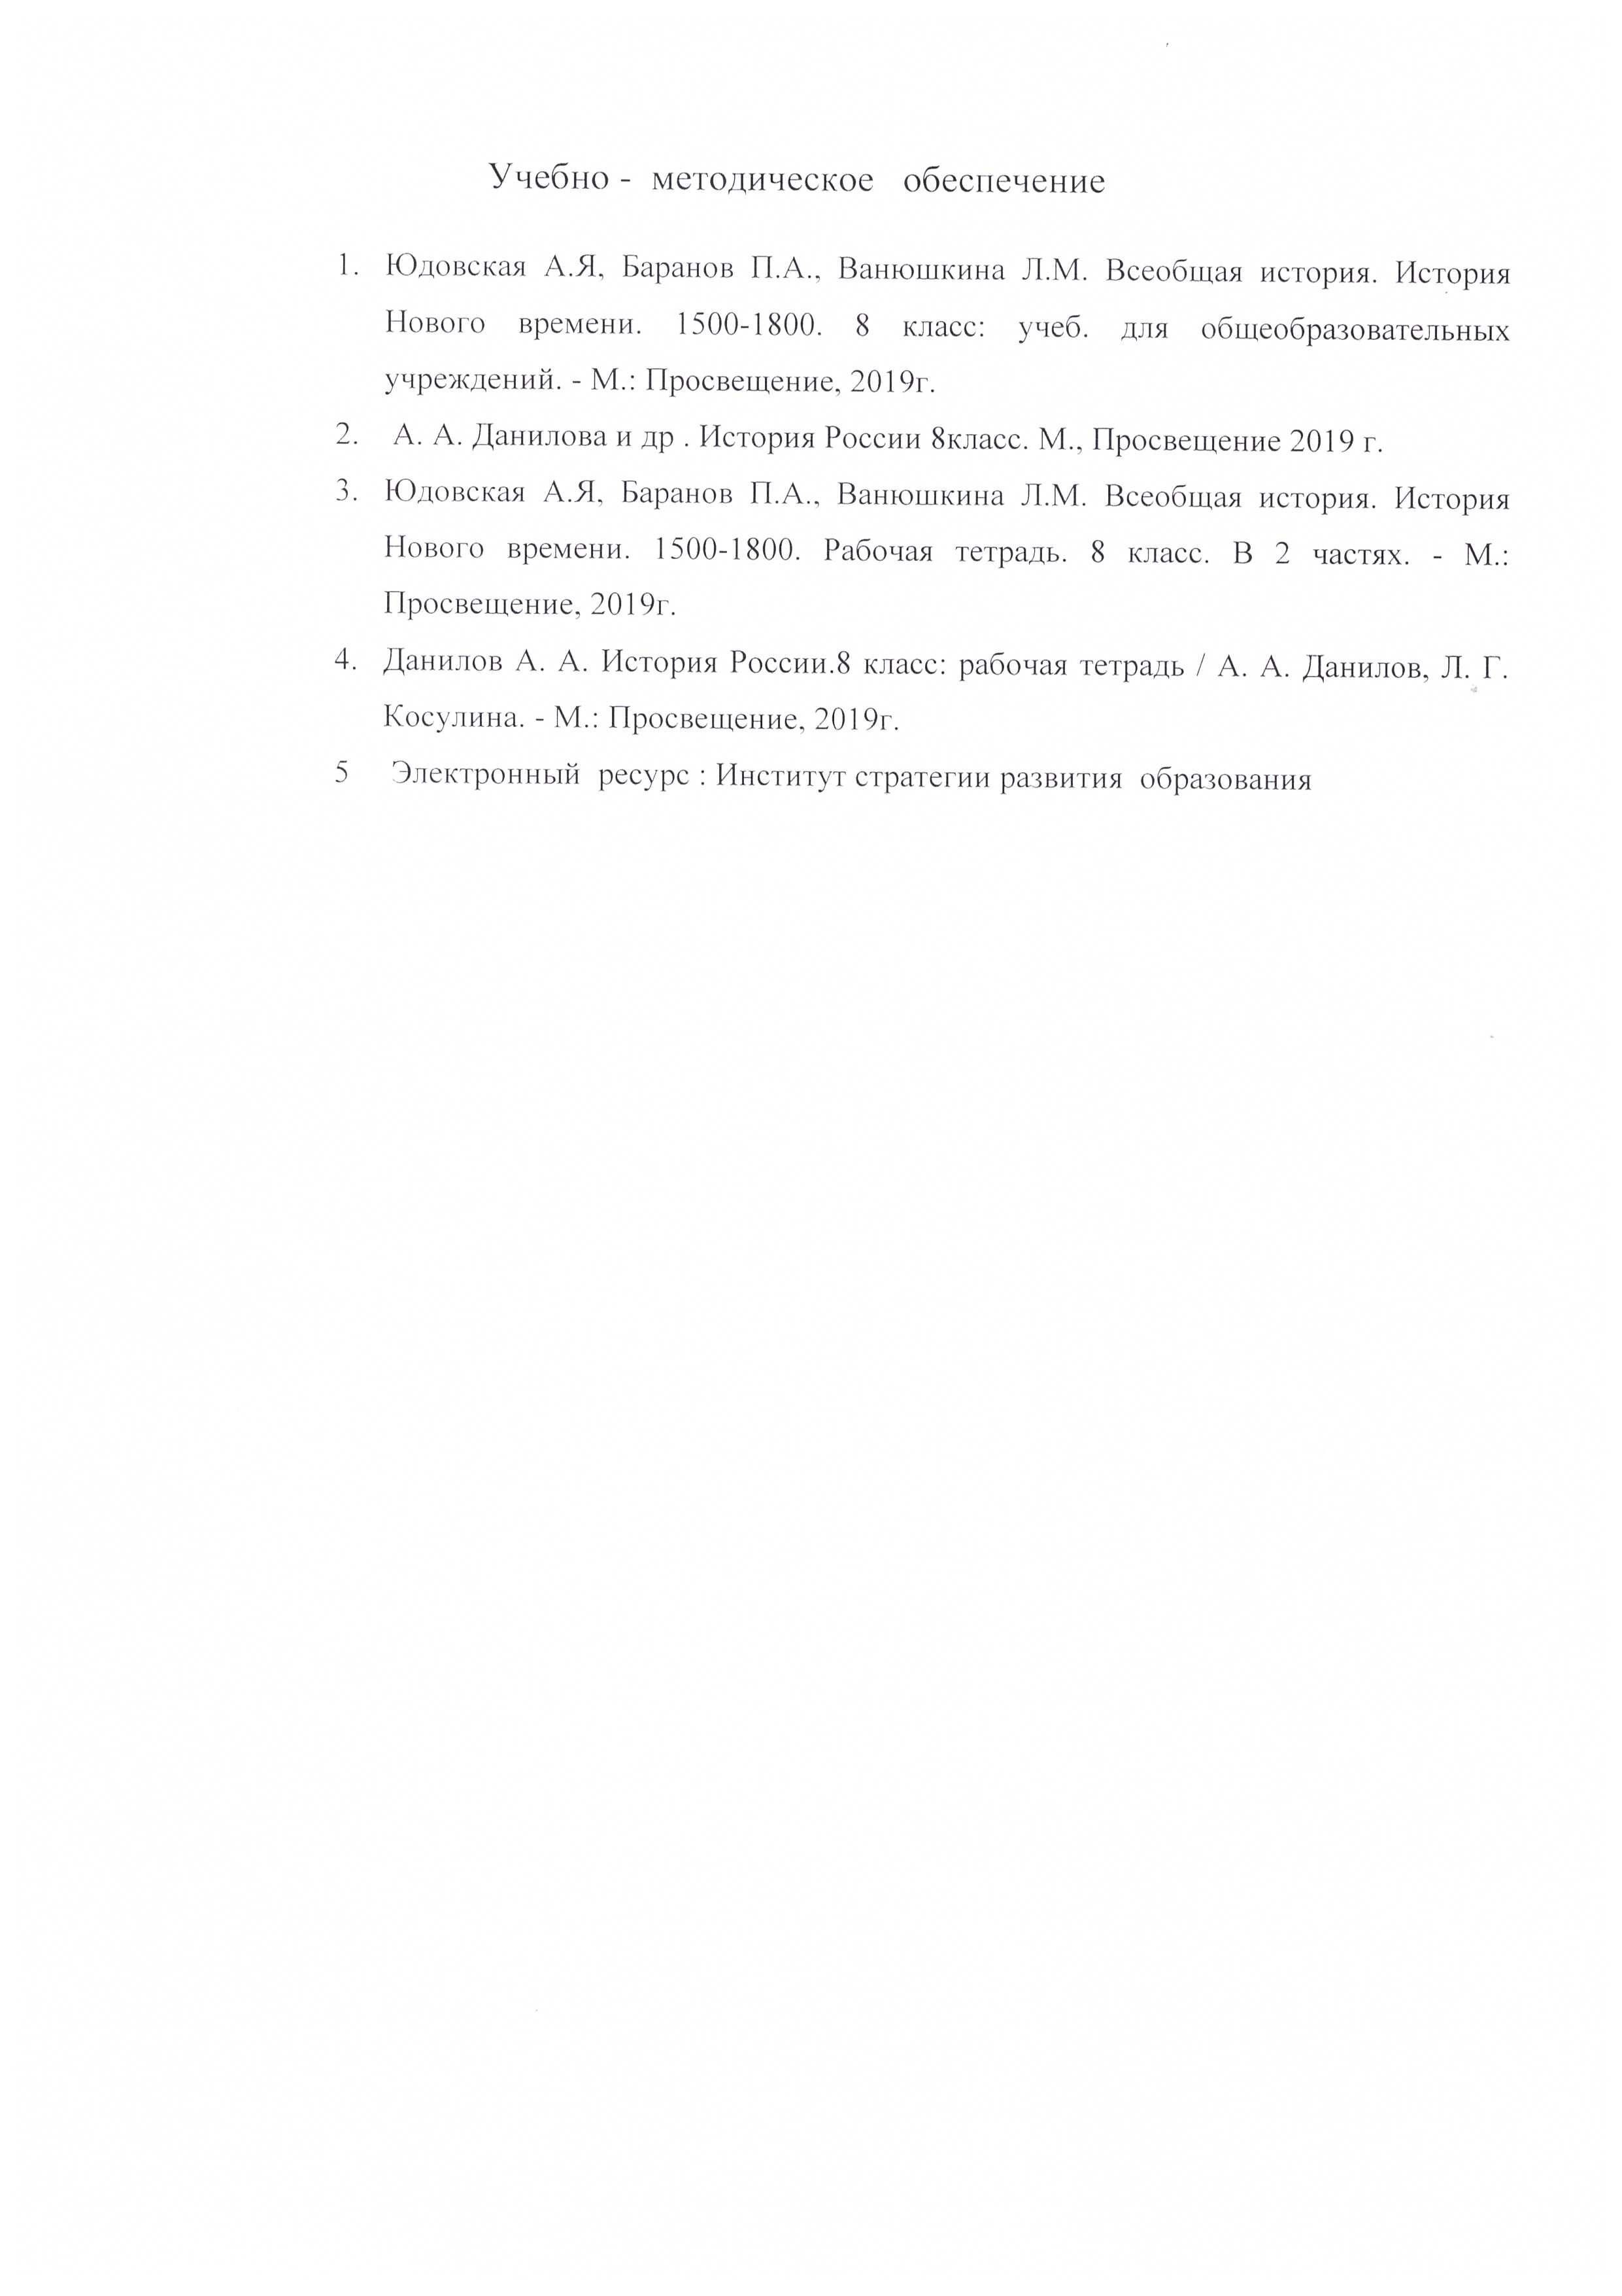 Учебно - методическое обеспечение
1. Юдовская А.Я, Баранов П.А., Ванюшкина Л.М. Всеобщая история. История
Нового времени. 1500-1800. 8 класс: учеб. для общеобразовательных
учреждений. - М.: Просвещение, 2019г.
2. А. А. Данилова и др . История России 8класс. М., Просвещение 2019 г.
3. Юдовская А.Я, Баранов П.А., Ванюшкина Л.М. Всеобщая история. История
Нового времени. 1500-1800. Рабочая тетрадь. 8 класс. В 2 частях. - М.:
Просвещение, 2019г.
4. Данилов А. А. История России.8 класс: рабочая тетрадь / А. А. Данилов, Л. Г.
Косулина. - М.: Просвещение, 2019г.
5 Электронный ресурс : Институт стратегии развития образования